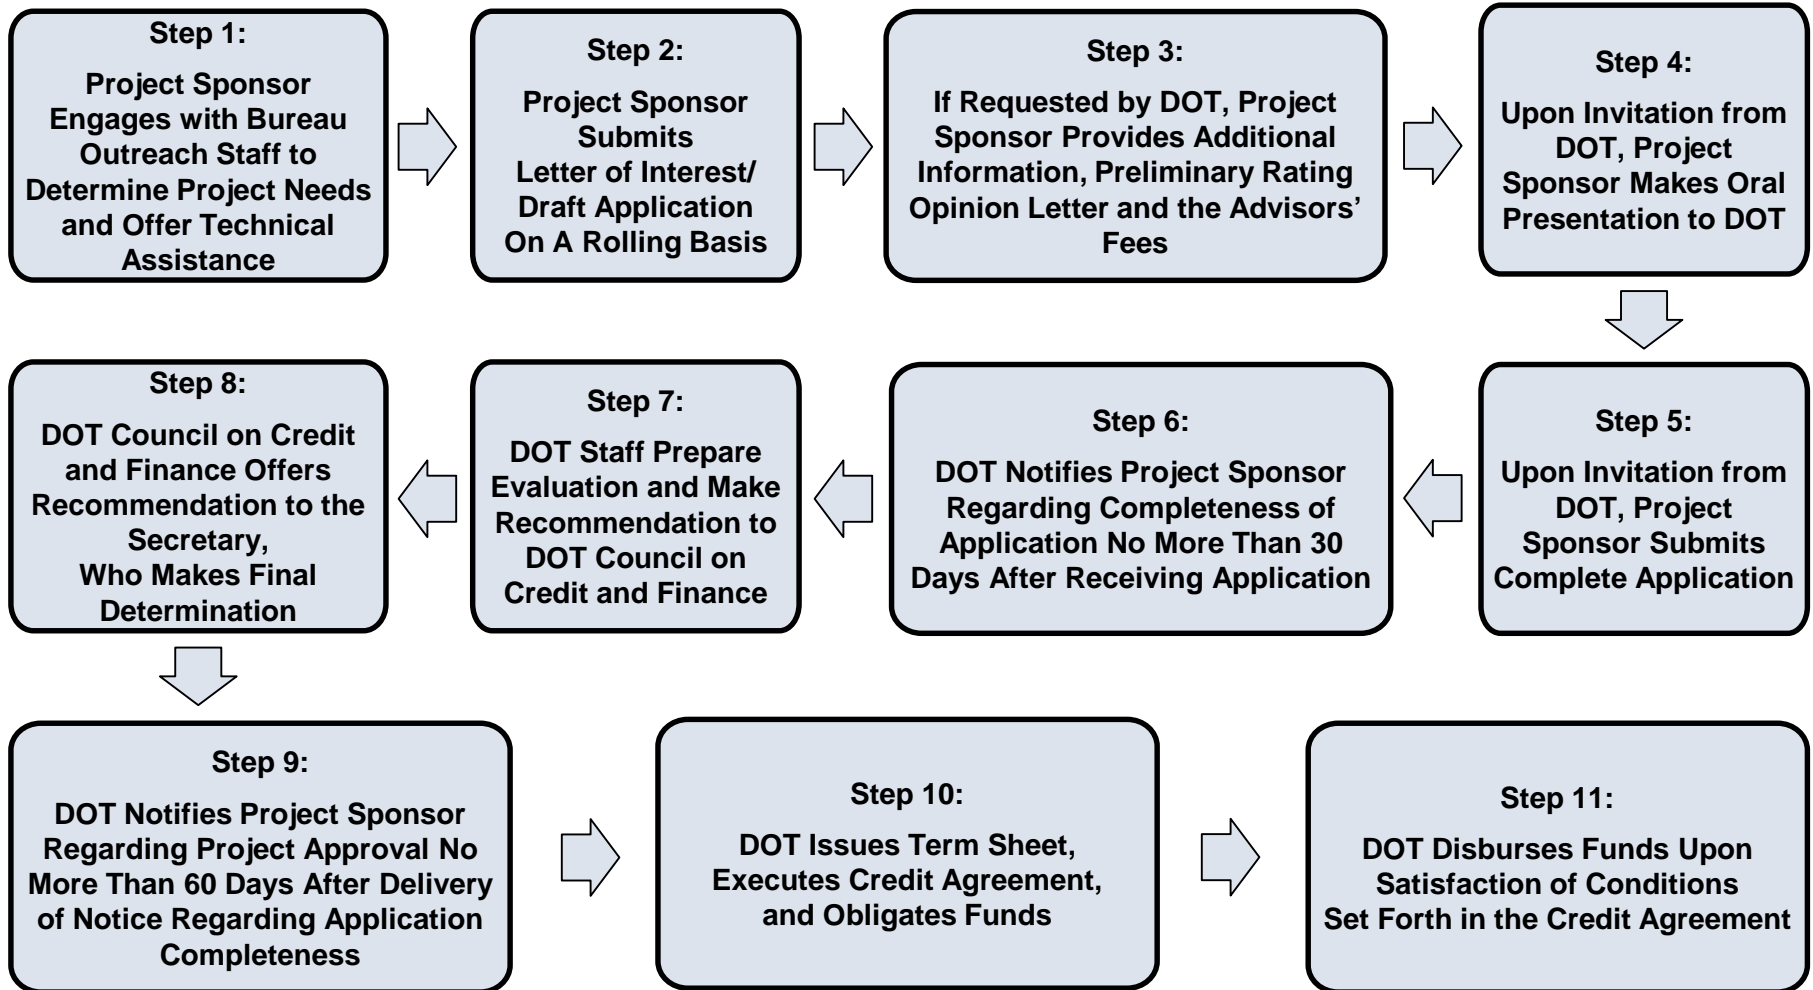 Step 1:
Project Sponsor
Engages with Bureau
Outreach Staff to
Determine Project Needs
and Offer Technical
Assistance
Step 2:
Project Sponsor
Submits
Letter of Interest/
Draft Application
On A Rolling Basis
Step 3:
If Requested by DOT, Project
Sponsor Provides Additional
Information, Preliminary Rating
Opinion Letter and the Advisors’
Fees
Step 4:
Upon Invitation from
DOT, Project
Sponsor Makes Oral
Presentation to DOT
Step 5:
Upon Invitation from
DOT, Project
Sponsor Submits
Complete Application
Step 6:
DOT Notifies Project Sponsor
Regarding Completeness of
Application No More Than 30
Days After Receiving Application
Step 7:
DOT Staff Prepare
Evaluation and Make
Recommendation to
DOT Council on
Credit and Finance
Step 8:
DOT Council on Credit
and Finance Offers
Recommendation to the
Secretary,
Who Makes Final
Determination
Step 9:
DOT Notifies Project Sponsor
Regarding Project Approval No
More Than 60 Days After Delivery
of Notice Regarding Application
Completeness
Step 10:
DOT Issues Term Sheet,
Executes Credit Agreement,
and Obligates Funds
Step 11:
DOT Disburses Funds Upon
Satisfaction of Conditions
Set Forth in the Credit Agreement